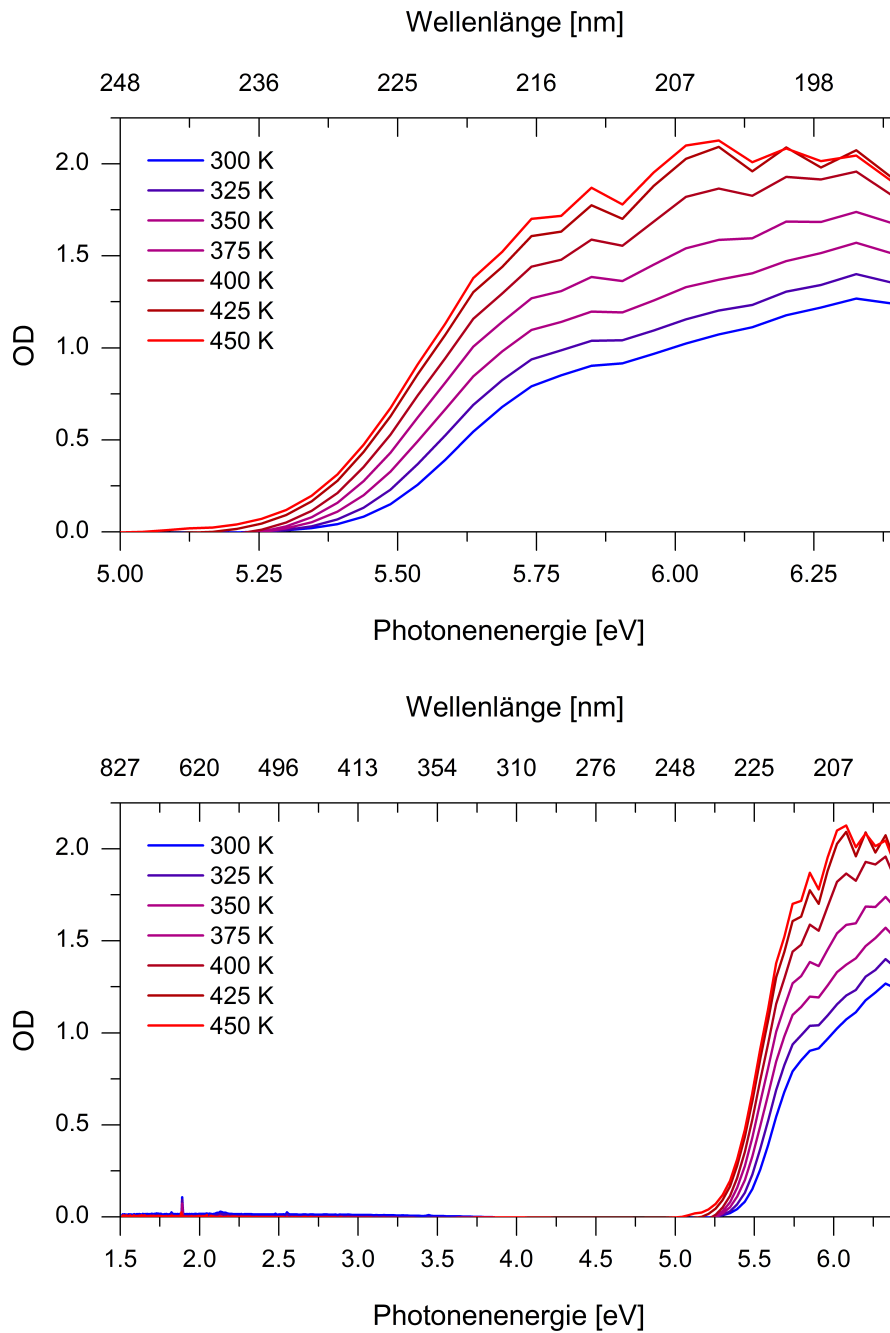 Wellenlänge [nm]
248 236 225 216 207 198
2.0
1.5
1.0
0.5
0.0
OD
300 K
325 K
350 K
375 K
400 K
425 K
450 K
5.00 5.25 5.50 5.75 6.00 6.25
Photonenenergie [eV]
Wellenlänge [nm]
827 620 496 413 354 310 276 248 225 207
2.0
1.5
1.0
0.5
0.0
OD
300 K
325 K
350 K
375 K
400 K
425 K
450 K
1.5 2.0 2.5 3.0 3.5 4.0 4.5 5.0 5.5 6.0
Photonenenergie [eV]